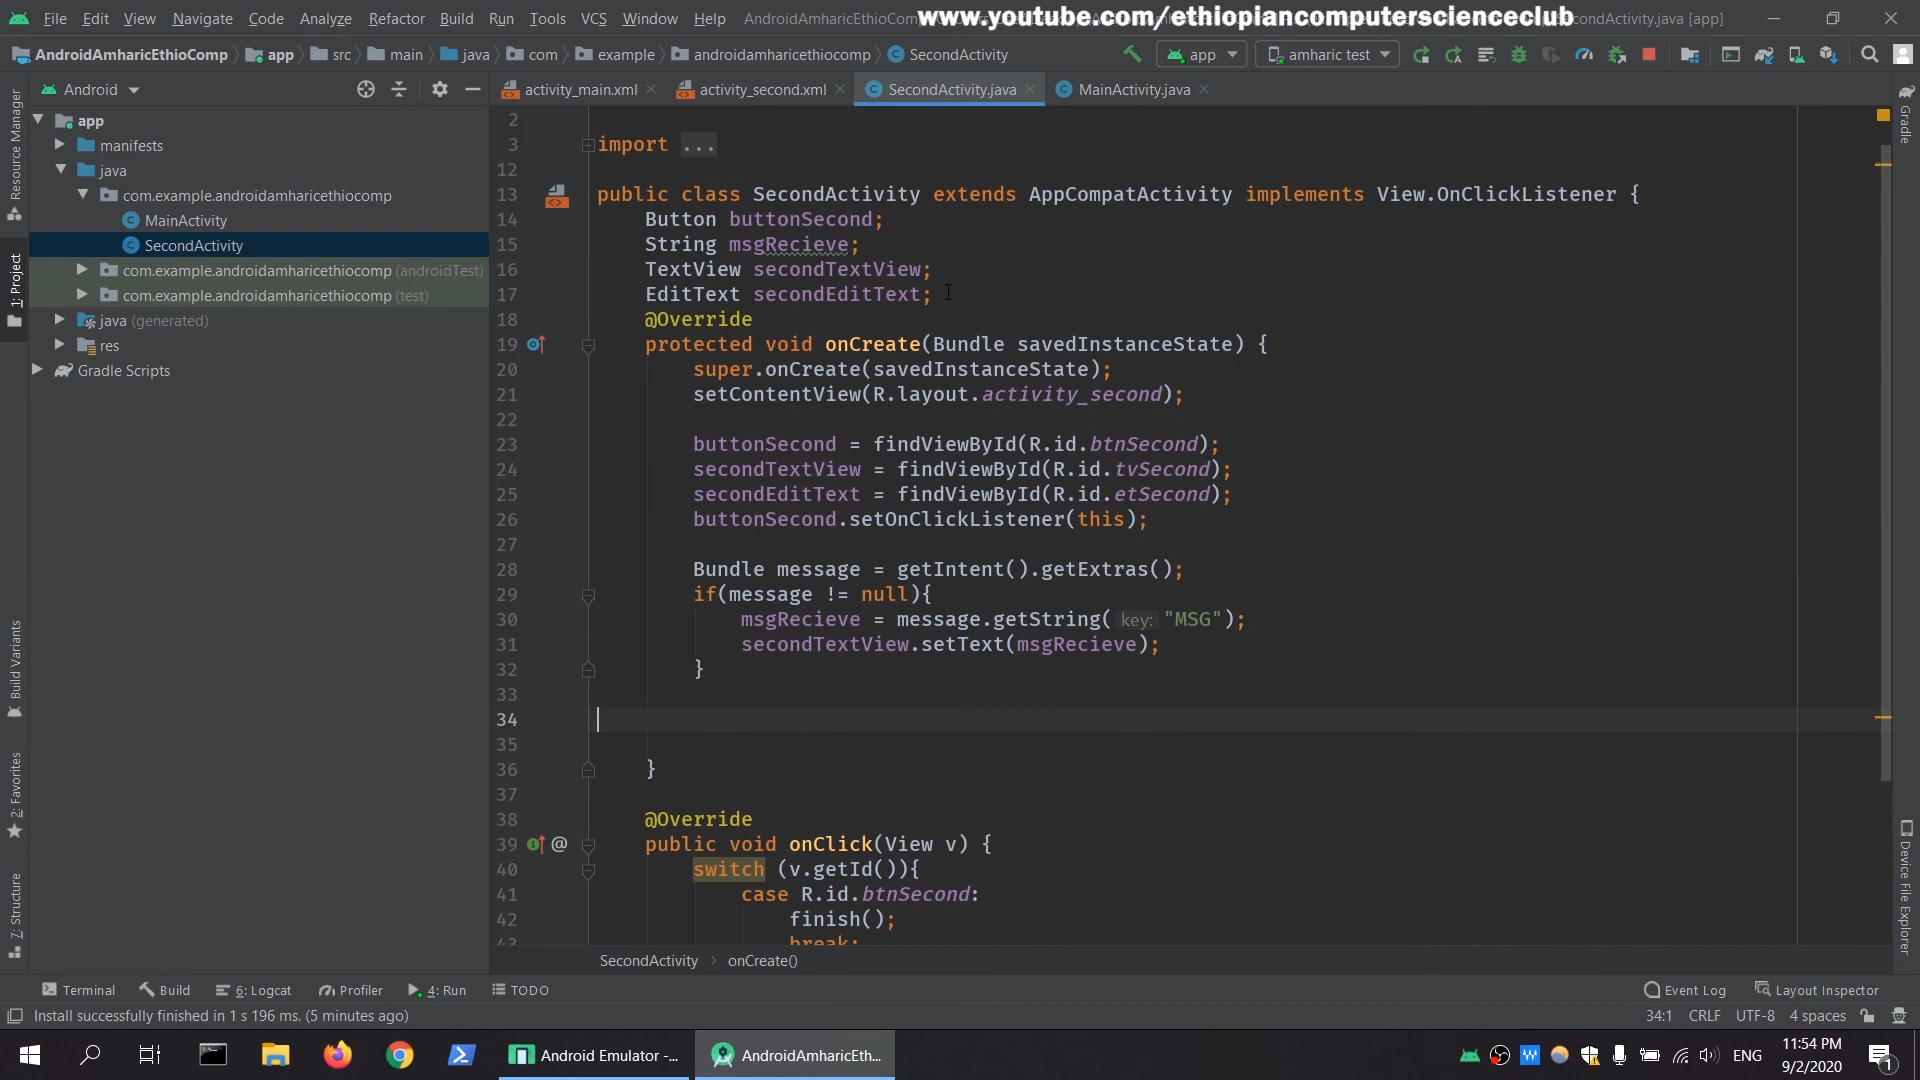 File Edit View Navigate Code Analyze Refactor Build Run Tools VCS Window Help AndroidAmharicEthioComp
www.youtube.com/ethiopiancomputerscienceclub
condActivity.java [app]
AndroidAmharicEthioComp app src main java com example androidamharicethiocomp SecondActivity
app amharic test
Android
activity_main.xml activity_second.xml SecondActivity.java MainActivity.java
Resource Manager
1: Project
Build Variants
2: Favorites
7: Structure
app
manifests
java
com.example.androidamharicethiocomp
MainActivity
SecondActivity
com.example.androidamharicethiocomp (androidTest)
com.example.androidamharicethiocomp (test)
java (generated)
res
Gradle Scripts
2
3 import ...
12
13 public class SecondActivity extends AppCompatActivity implements View.OnClickListener {
14 Button buttonSecond;
15 String msgRecieve;
16 TextView secondTextView;
17 EditText secondEditText;
18 @Override
19 protected void onCreate(Bundle savedInstanceState) {
20 super.onCreate(savedInstanceState);
21 setContentView(R.layout.activity_second);
22
23 buttonSecond = findViewById(R.id.btnSecond);
24 secondTextView = findViewById(R.id.tvSecond);
25 secondEditText = findViewById(R.id.etSecond);
26 buttonSecond.setOnClickListener(this);
27
28 Bundle message = getIntent().getExtras();
29 if(message != null){
30 msgRecieve = message.getString( key: "MSG");
31 secondTextView.setText(msgRecieve);
32 }
33
34
35
36 }
37
38 @Override
39 @ public void onClick(View v) {
40 switch (v.getId()){
41 case R.id.btnSecond:
42 finish();
43 break;
Gradle
Device File Explorer
SecondActivity onCreate()
Terminal Build 6: Logcat Profiler 4: Run TODO Event Log Layout Inspector
Install successfully finished in 1 s 196 ms. (5 minutes ago) 34:1 CRLF UTF-8 4 spaces
Android Emulator -... AndroidAmharicEth... ENG 11:54 PM
9/2/2020
1